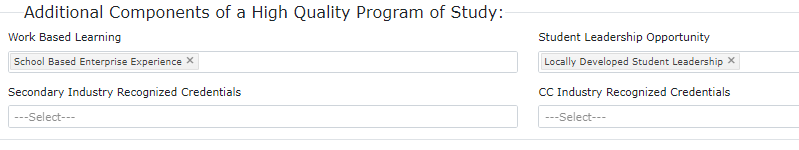 Additional Components of a High Quality Program of Study:
Work Based Learning
Student Leadership Opportunity
School Based Enterprise Experience ×
Locally Developed Student Leadership ×
Secondary Industry Recognized Credentials
CC Industry Recognized Credentials
---Select---
---Select---